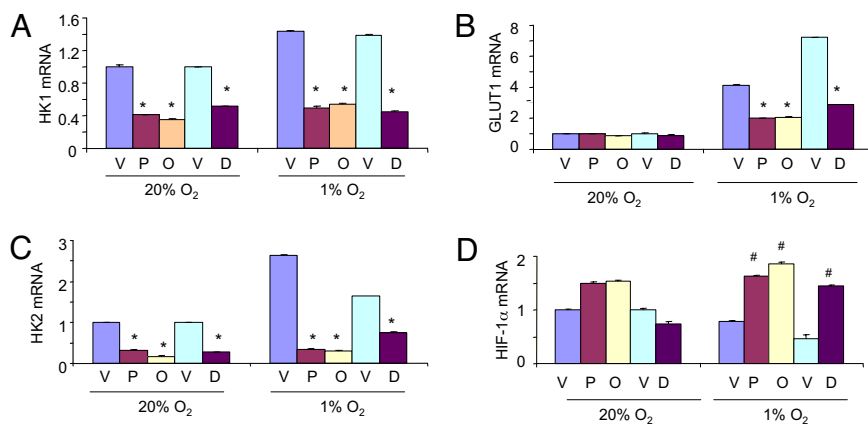 A
HK1 mRNA
1.6
1.2
0.8
0.4
0
* * * * * *
V P O V D V P O V D
20% O₂ 1% O₂
B
GLUT1 mRNA
8
6
4
2
0
* * *
V P O V D V P O V D
20% O₂ 1% O₂
C
HK2 mRNA
3
2
1
0
* * * * * *
V P O V D V P O V D
20% O₂ 1% O₂
D
HIF-1α mRNA
2
1
0
# # #
V P O V D V P O V D
20% O₂ 1% O₂